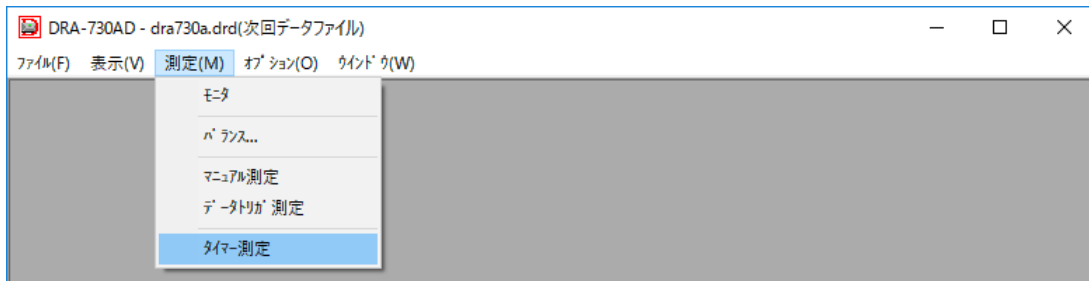 DRA-730AD - dra730a.drd(次回データファイル)
ﾌｧｲﾙ(F) 表示(V) 測定(M) ｵﾌﾟｼｮﾝ(O) ｳｲﾝﾄﾞｳ(W)
ﾓﾆﾀ
ﾊﾞﾗﾝｽ...
ﾏﾆｭｱﾙ測定
ﾃﾞｰﾀﾄﾘｶﾞ測定
ﾀｲﾏｰ測定